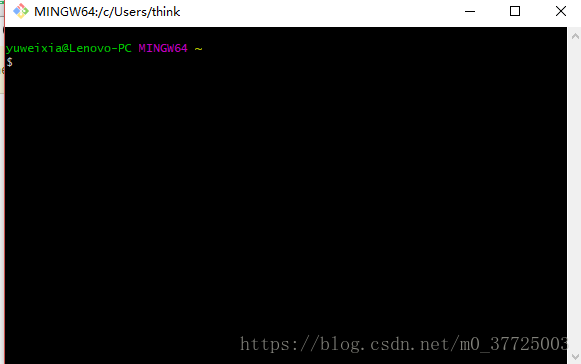 MINGW64:/c/Users/think
yuweixia@Lenovo-PC MINGW64 ~
$
https://blog.csdn.net/m0_37725003